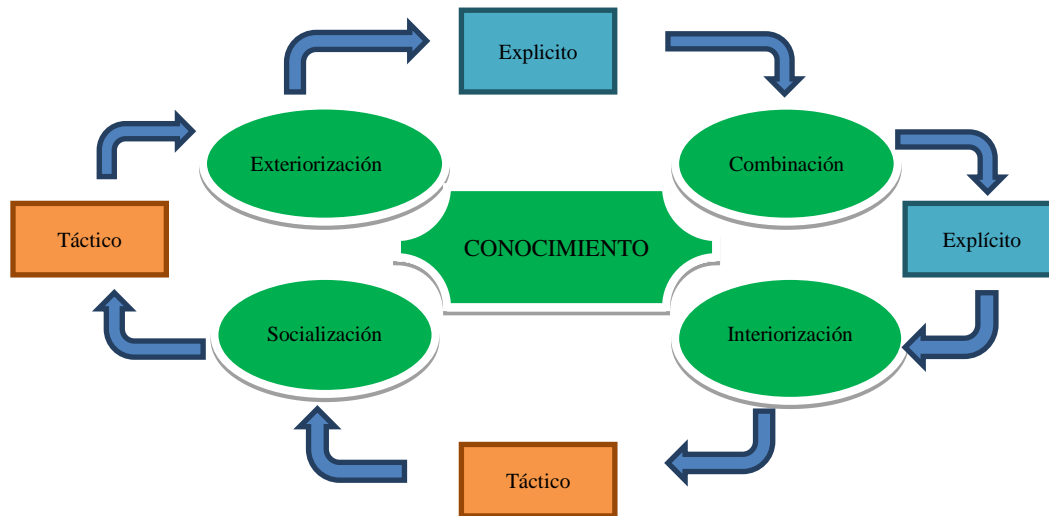 Explicito
Exteriorización
Combinación
Táctico
CONOCIMIENTO
Explícito
Socialización
Interiorización
Táctico